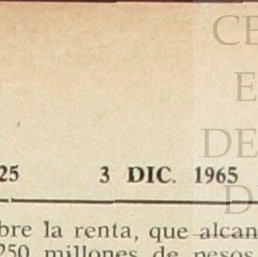 CE
E
DE
25 3 DIC. 1965
D
bre la renta, que alcan
250 millones de pesos